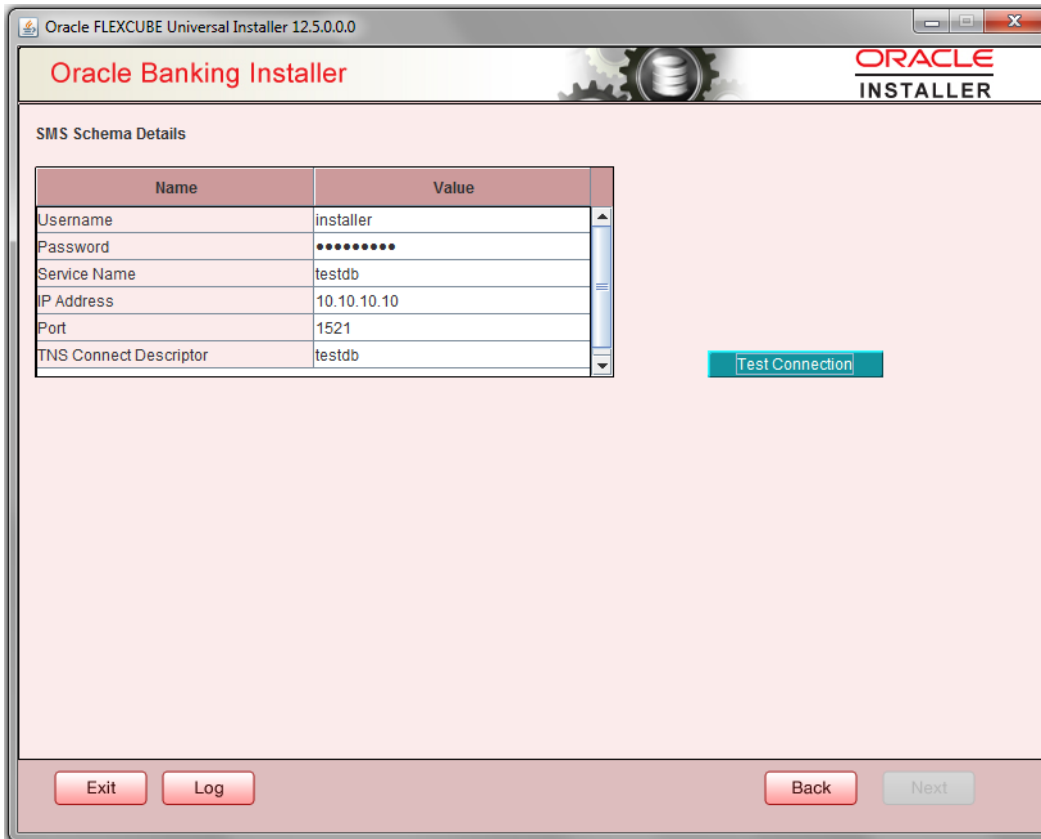 Oracle FLEXCUBE Universal Installer 12.5.0.0.0
Oracle Banking Installer
ORACLE
INSTALLER
SMS Schema Details
Name Value
Username installer
Password •••••••••
Service Name testdb
IP Address 10.10.10.10
Port 1521
TNS Connect Descriptor testdb
Test Connection
Exit Log Back Next